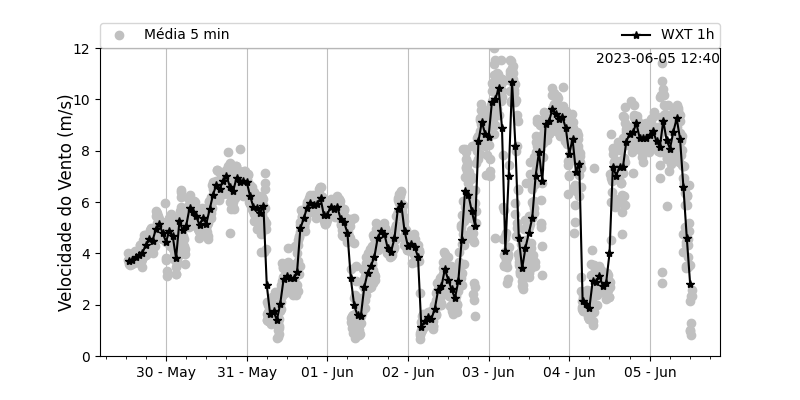 Média 5 min
WXT 1h
2023-06-05 12:40
Velocidade do Vento (m/s)
12
10
8
6
4
2
0
30 - May
31 - May
01 - Jun
02 - Jun
03 - Jun
04 - Jun
05 - Jun